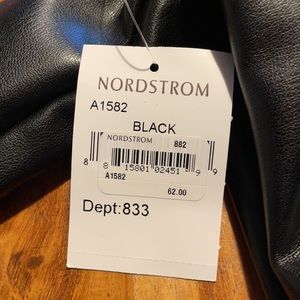 NORDSTROM
A1582
BLACK
NORDSTROM 882
8 15801 02451 9
A1582
62.00
Dept:833